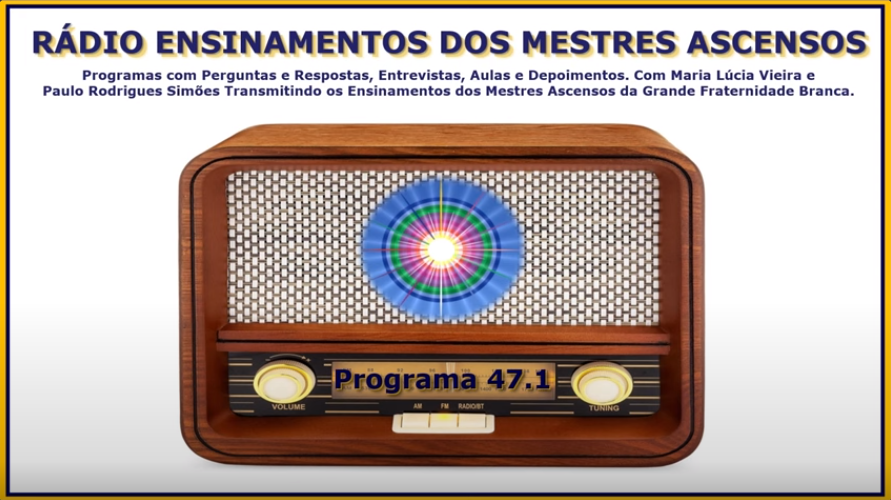 RÁDIO ENSINAMENTOS DOS MESTRES ASCENSOS
Programas com Perguntas e Respostas, Entrevistas, Aulas e Depoimentos. Com Maria Lúcia Vieira e
Paulo Rodrigues Simões Transmitindo os Ensinamentos dos Mestres Ascensos da Grande Fraternidade Branca.
Programa 47.1
AM FM RADIO/BT
VOLUME
TUNING